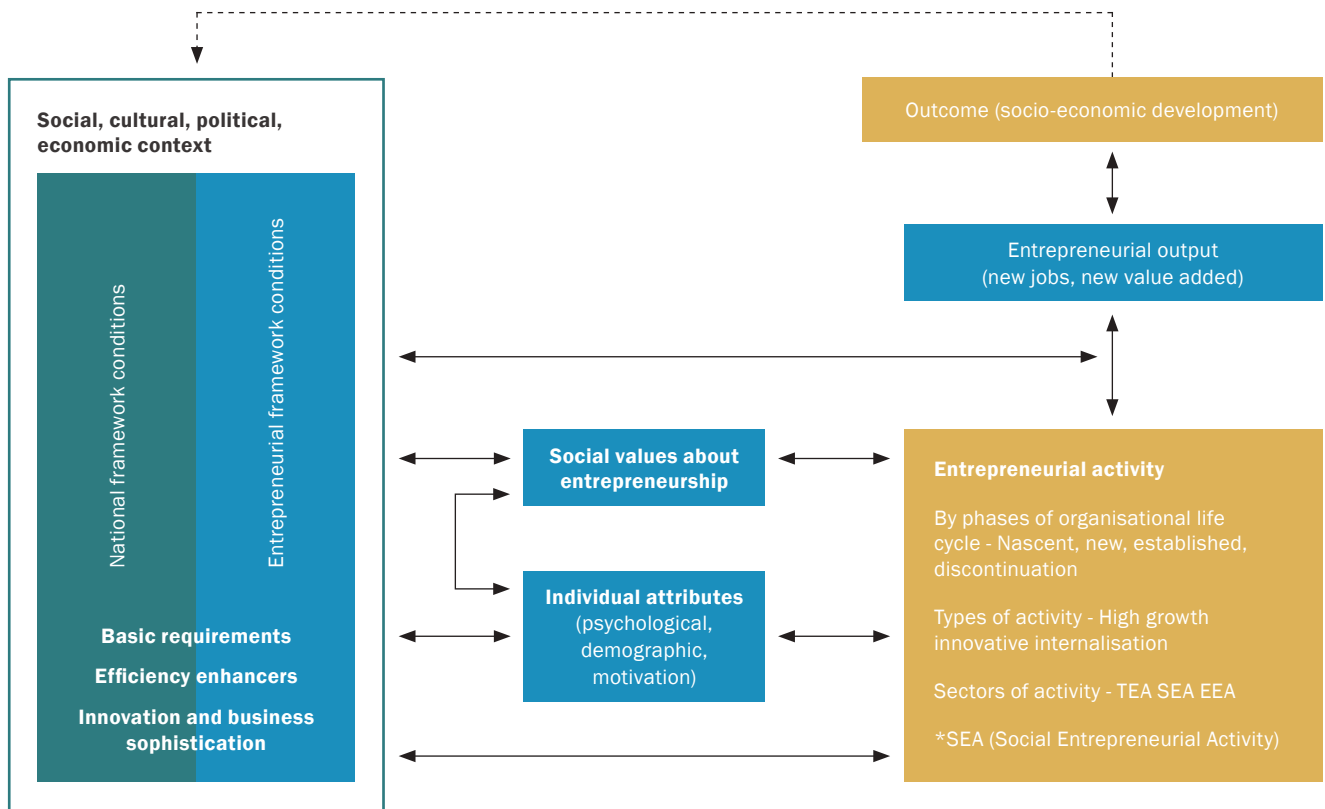 Social, cultural, political,
economic context
National framework conditions
Entrepreneurial framework conditions
Basic requirements
Efficiency enhancers
Innovation and business
sophistication
Social values about
entrepreneurship
Individual attributes
(psychological,
demographic,
motivation)
Outcome (socio-economic development)
Entrepreneurial output
(new jobs, new value added)
Entrepreneurial activity
By phases of organisational life
cycle - Nascent, new, established,
discontinuation
Types of activity - High growth
innovative internalisation
Sectors of activity - TEA SEA EEA
*SEA (Social Entrepreneurial Activity)